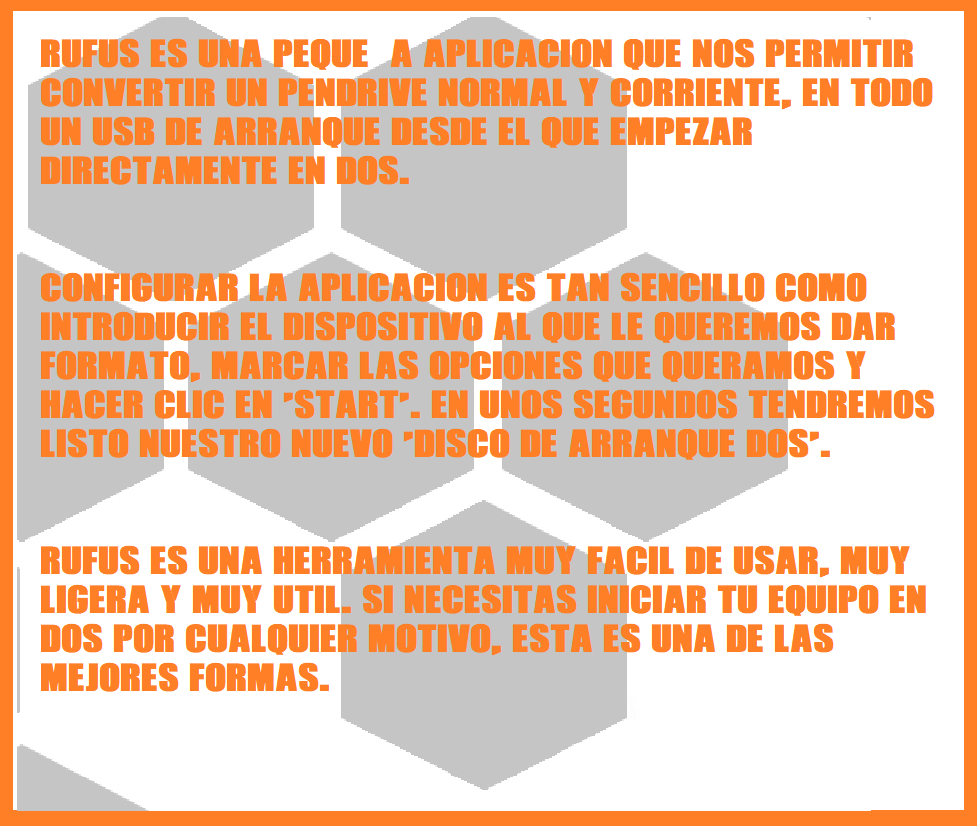 RUFUS ES UNA PEQUE  A APLICACION QUE NOS PERMITIR
CONVERTIR UN PENDRIVE NORMAL Y CORRIENTE, EN TODO
UN USB DE ARRANQUE DESDE EL QUE EMPEZAR
DIRECTAMENTE EN DOS.
CONFIGURAR LA APLICACION ES TAN SENCILLO COMO
INTRODUCIR EL DISPOSITIVO AL QUE LE QUEREMOS DAR
FORMATO, MARCAR LAS OPCIONES QUE QUERAMOS Y
HACER CLIC EN 'START'. EN UNOS SEGUNDOS TENDREMOS
LISTO NUESTRO NUEVO 'DISCO DE ARRANQUE DOS'.
RUFUS ES UNA HERRAMIENTA MUY FACIL DE USAR, MUY
LIGERA Y MUY UTIL. SI NECESITAS INICIAR TU EQUIPO EN
DOS POR CUALQUIER MOTIVO, ESTA ES UNA DE LAS
MEJORES FORMAS.